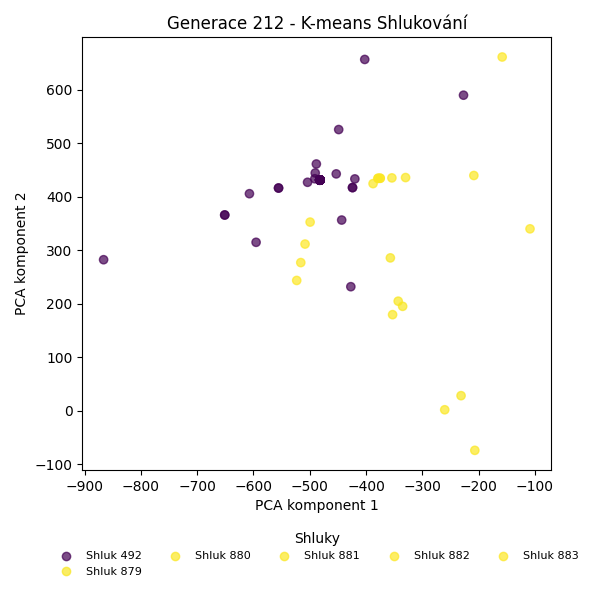 Generace 212 - K-means Shlukování
PCA komponent 2
600
500
400
300
200
100
0
−100
−900 −800 −700 −600 −500 −400 −300 −200 −100
PCA komponent 1
Shluky
Shluk 492 Shluk 880 Shluk 881 Shluk 882 Shluk 883
Shluk 879